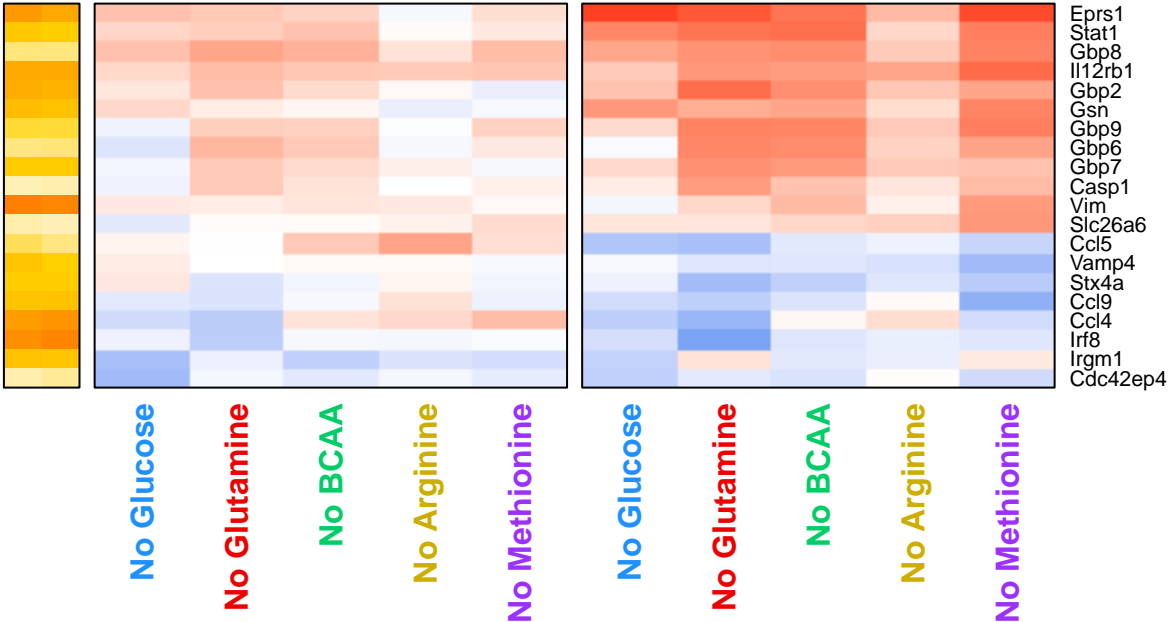 Eprs1
Stat1
Gbp8
Il12rb1
Gbp2
Gsn
Gbp9
Gbp6
Gbp7
Casp1
Vim
Slc26a6
Ccl5
Vamp4
Stx4a
Ccl9
Ccl4
Irf8
Irgm1
Cdc42ep4
No Glucose
No Glutamine
No BCAA
No Arginine
No Methionine
No Glucose
No Glutamine
No BCAA
No Arginine
No Methionine